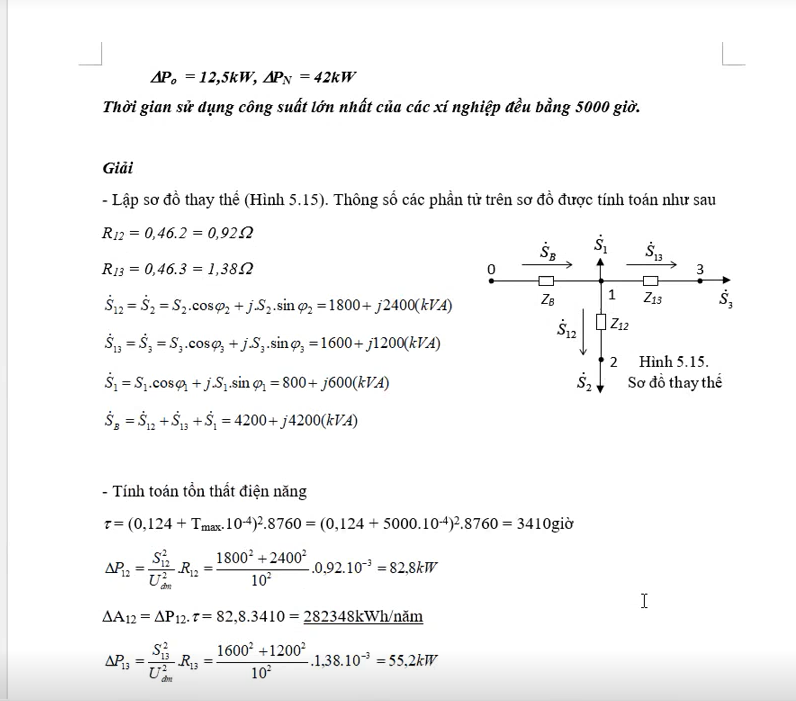 ΔPₒ = 12,5kW, ΔP_N = 42kW
Thời gian sử dụng công suất lớn nhất của các xí nghiệp đều bằng 5000 giờ.
Giải
- Lập sơ đồ thay thế (Hình 5.15). Thông số các phần tử trên sơ đồ được tính toán như sau
R₁₂ = 0,46.2 = 0,92Ω
R₁₃ = 0,46.3 = 1,38Ω
Ṡ₁₂ = Ṡ₂ = S₂.cosφ₂ + j.S₂.sinφ₂ = 1800 + j2400(kVA)
Ṡ₁₃ = Ṡ₃ = S₃.cosφ₃ + j.S₃.sinφ₃ = 1600 + j1200(kVA)
Ṡ₁ = S₁.cosφ₁ + j.S₁.sinφ₁ = 800 + j600(kVA)
Ṡ_B = Ṡ₁₂ + Ṡ₁₃ + Ṡ₁ = 4200 + j4200(kVA)
Ṡ_B Ṡ₁ Ṡ₁₃
0 3
Z_B 1 Z₁₃ Ṡ₃
Ṡ₁₂ Z₁₂
2 Hình 5.15.
Ṡ₂ Sơ đồ thay thế
- Tính toán tổn thất điện năng
τ = (0,124 + Tmax.10⁻⁴)².8760 = (0,124 + 5000.10⁻⁴)².8760 = 3410giờ
ΔP₁₂ = S₁₂²/U²đm .R₁₂ = (1800² + 2400²)/10² .0,92.10⁻³ = 82,8kW
ΔA₁₂ = ΔP₁₂.τ = 82,8.3410 = 282348kWh/năm
ΔP₁₃ = S₁₃²/U²đm .R₁₃ = (1600² + 1200²)/10² .1,38.10⁻³ = 55,2kW